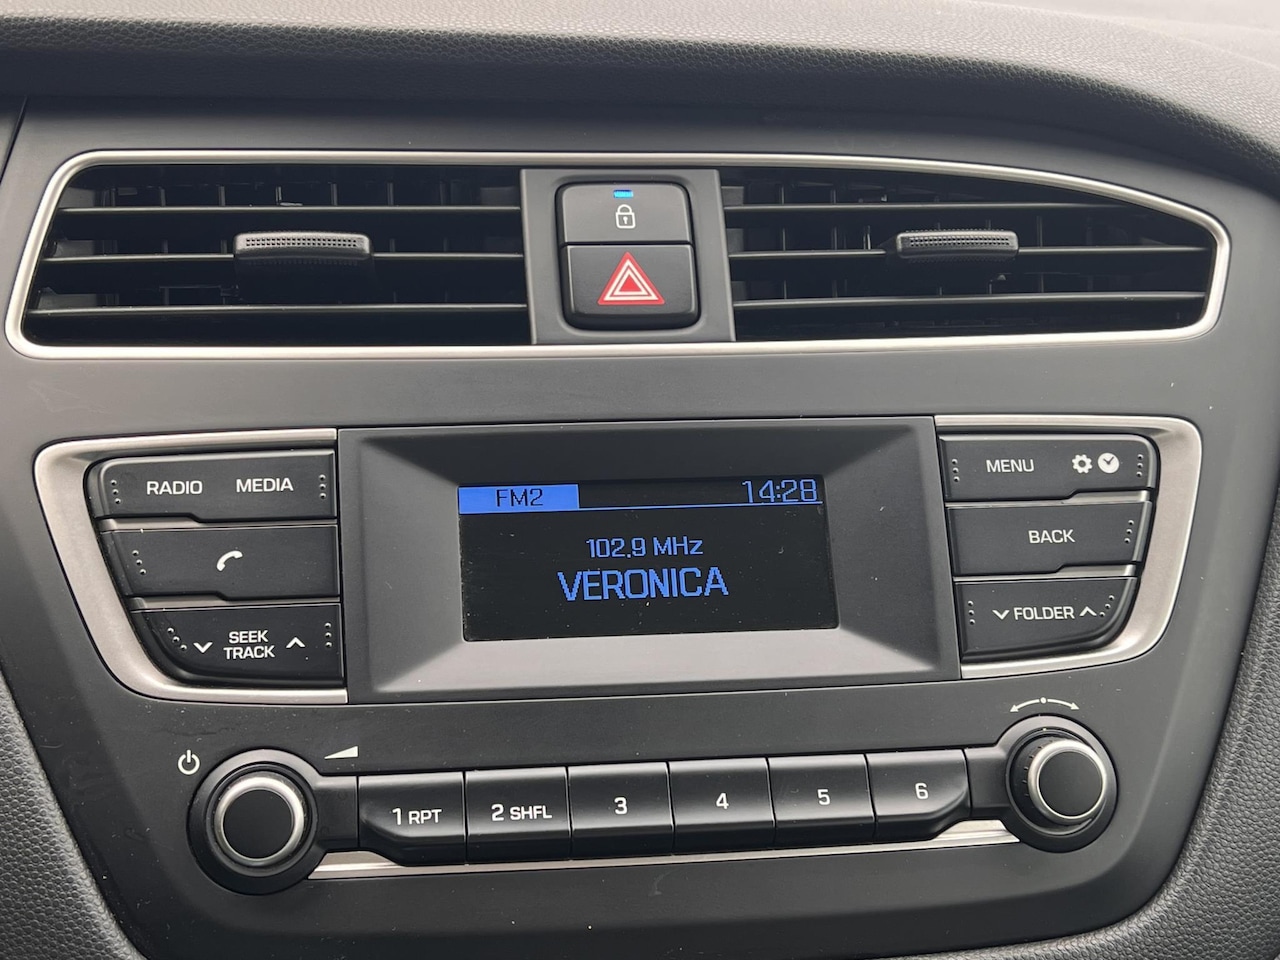 RADIO MEDIA
SEEK
TRACK
FM2 14:28
102.9 MHz
VERONICA
MENU
BACK
FOLDER
1 RPT 2 SHFL 3 4 5 6